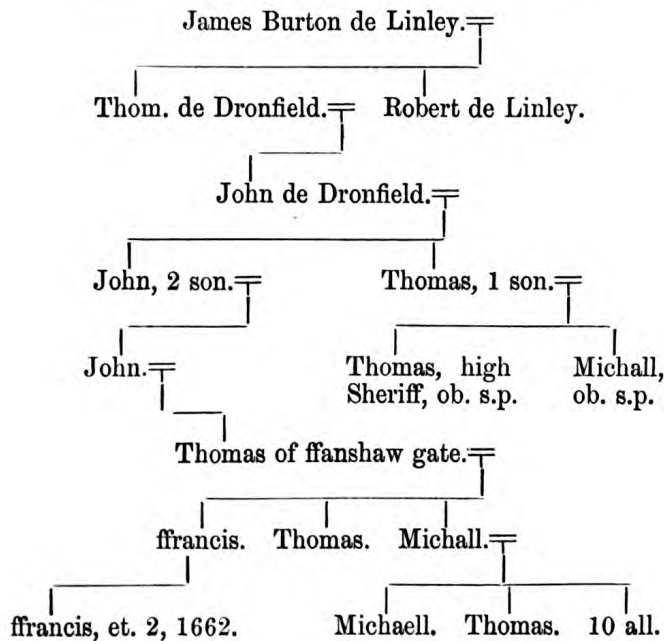 James Burton de Linley.
Thom. de Dronfield. Robert de Linley.
John de Dronfield.
John, 2 son. Thomas, 1 son.
John. Thomas, high Michall,
Sheriff, ob. s.p. ob. s.p.
Thomas of ffanshaw gate.
ffrancis. Thomas. Michall.
ffrancis, et. 2, 1662. Michaell. Thomas. 10 all.